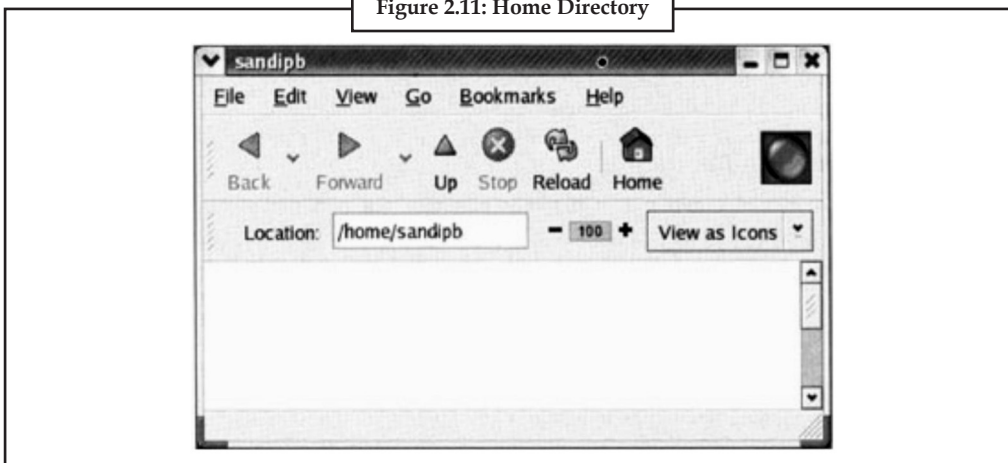 Figure 2.11: Home Directory
sandipb
File Edit View Go Bookmarks Help
Back Forward Up Stop Reload Home
Location: /home/sandipb 100 View as Icons